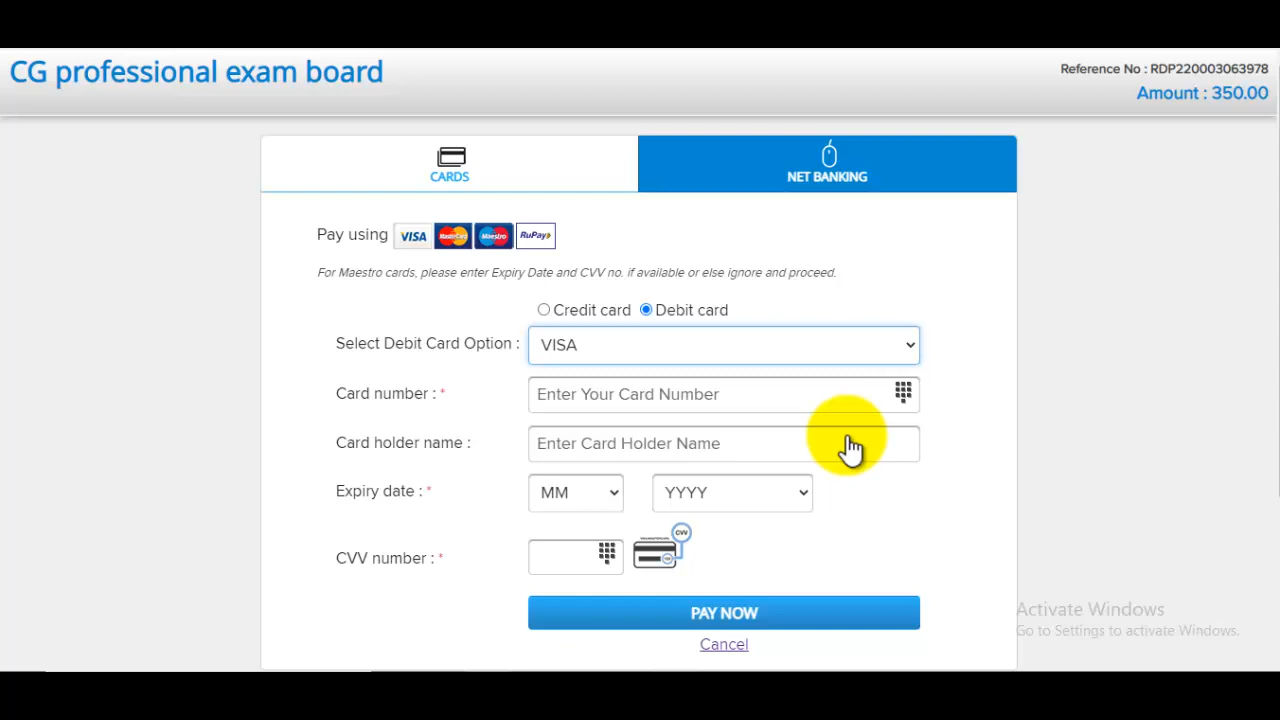 CG professional exam board
Reference No : RDP220003063978
Amount : 350.00
CARDS
NET BANKING
Pay using VISA MasterCard Maestro RuPay
For Maestro cards, please enter Expiry Date and CVV no. if available or else ignore and proceed.
Credit card Debit card
Select Debit Card Option : VISA
Card number : * Enter Your Card Number
Card holder name : Enter Card Holder Name
Expiry date : * MM YYYY
CVV
CVV number : *
PAY NOW
Cancel
Activate Windows
Go to Settings to activate Windows.